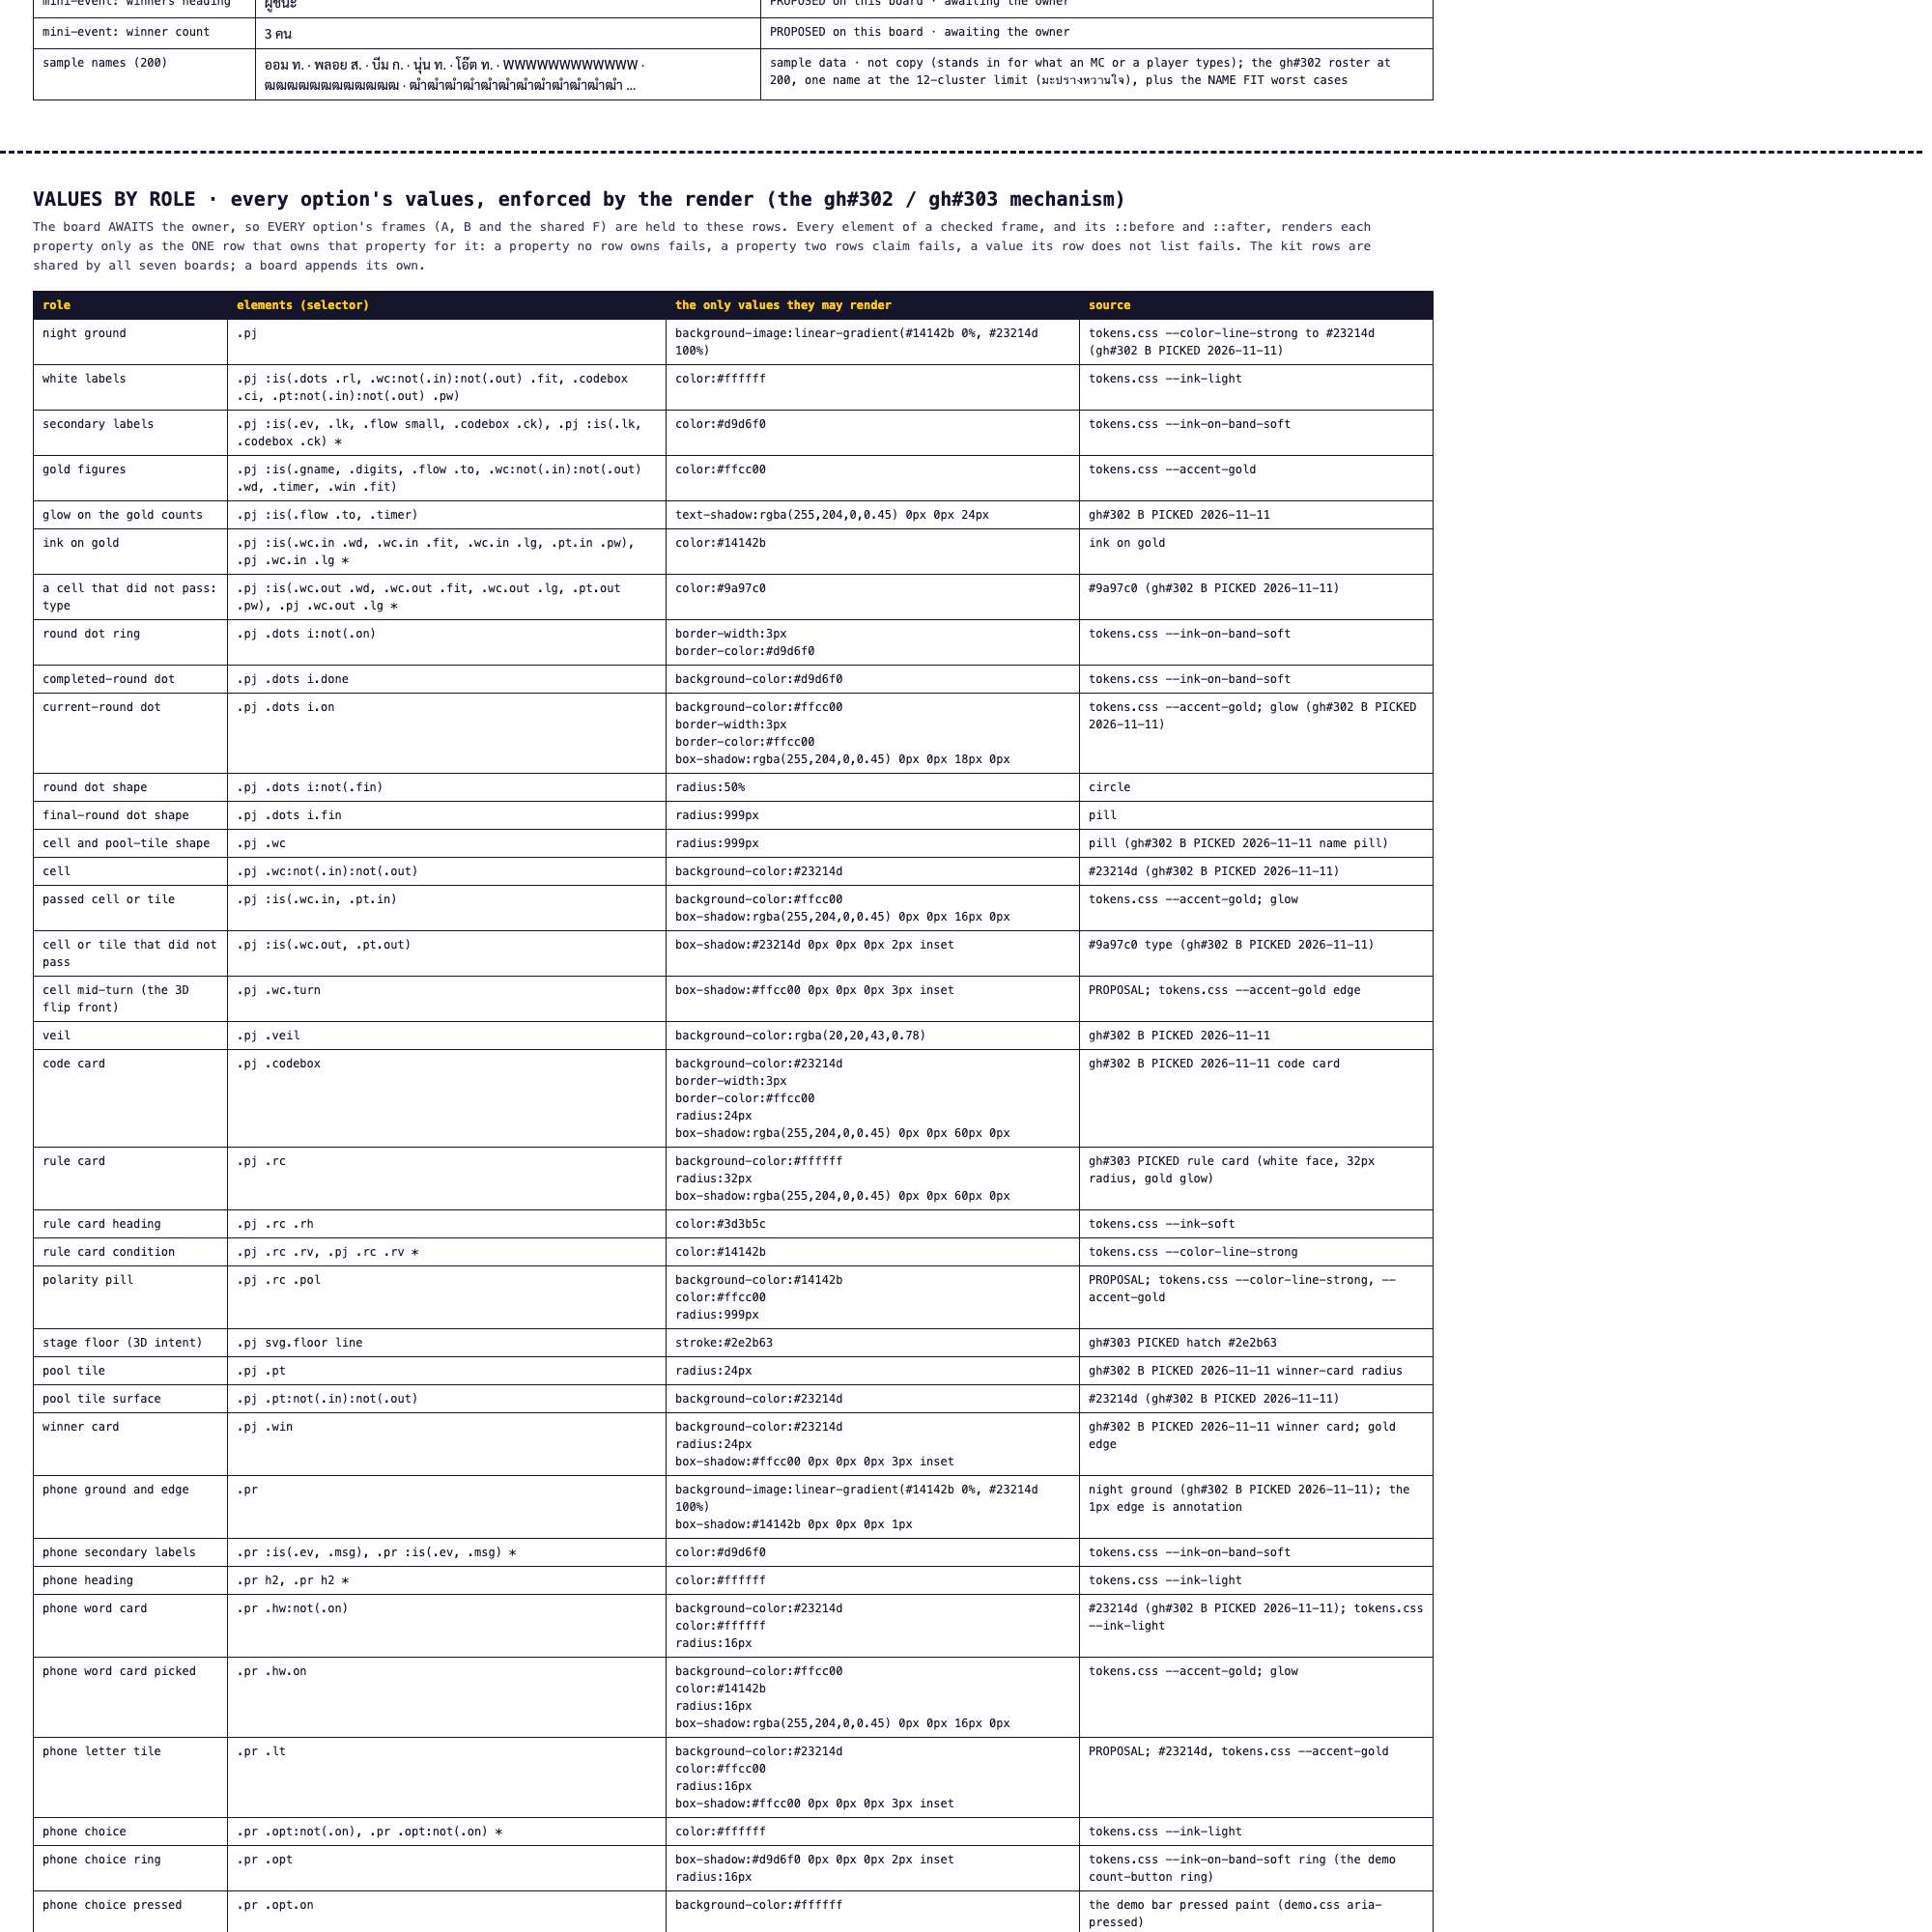 mini-event: winners heading
ผู้ชนะ
PROPOSED on this board · awaiting the owner
mini-event: winner count
3 คน
PROPOSED on this board · awaiting the owner
sample names (200)
ออม ท. · พลอย ส. · บีม ก. · นุ่น ท. · โอ๊ต ท. · WWWWWWWWWWWW ·
sample data · not copy (stands in for what an MC or a player types); the gh#302 roster at
200, one name at the 12-cluster limit (มะปรางหวานใจ), plus the NAME FIT worst cases
VALUES BY ROLE · every option's values, enforced by the render (the gh#302 / gh#303 mechanism)
The board AWAITS the owner, so EVERY option's frames (A, B and the shared F) are held to these rows. Every element of a checked frame, and its ::before and ::after, renders each
property only as the ONE row that owns that property for it: a property no row owns fails, a property two rows claim fails, a value its row does not list fails. The kit rows are
shared by all seven boards; a board appends its own.
role
elements (selector)
the only values they may render
source
night ground
.pj
background-image:linear-gradient(#14142b 0%, #23214d
100%)
tokens.css --color-line-strong to #23214d
(gh#302 B PICKED 2026-11-11)
white labels
.pj :is(.dots .rl, .wc:not(.in):not(.out) .fit, .codebox
.ci, .pt:not(.in):not(.out) .pw)
color:#ffffff
tokens.css --ink-light
secondary labels
.pj :is(.ev, .lk, .flow small, .codebox .ck), .pj :is(.lk,
.codebox .ck) *
color:#d9d6f0
tokens.css --ink-on-band-soft
gold figures
.pj :is(.gname, .digits, .flow .to, .wc:not(.in):not(.out)
.wd, .timer, .win .fit)
color:#ffcc00
tokens.css --accent-gold
glow on the gold counts
.pj :is(.flow .to, .timer)
text-shadow:rgba(255,204,0,0.45) 0px 0px 24px
gh#302 B PICKED 2026-11-11
ink on gold
.pj :is(.wc.in .wd, .wc.in .fit, .wc.in .lg, .pt.in .pw),
.pj .wc.in .lg *
color:#14142b
ink on gold
a cell that did not pass:
type
.pj :is(.wc.out .wd, .wc.out .fit, .wc.out .lg, .pt.out
.pw), .pj .wc.out .lg *
color:#9a97c0
#9a97c0 (gh#302 B PICKED 2026-11-11)
round dot ring
.pj .dots i:not(.on)
border-width:3px
border-color:#d9d6f0
tokens.css --ink-on-band-soft
completed-round dot
.pj .dots i.done
background-color:#d9d6f0
tokens.css --ink-on-band-soft
current-round dot
.pj .dots i.on
background-color:#ffcc00
border-width:3px
border-color:#ffcc00
box-shadow:rgba(255,204,0,0.45) 0px 0px 18px 0px
tokens.css --accent-gold; glow (gh#302 B PICKED
2026-11-11)
round dot shape
.pj .dots i:not(.fin)
radius:50%
circle
final-round dot shape
.pj .dots i.fin
radius:999px
pill
cell and pool-tile shape
.pj .wc
radius:999px
pill (gh#302 B PICKED 2026-11-11 name pill)
cell
.pj .wc:not(.in):not(.out)
background-color:#23214d
#23214d (gh#302 B PICKED 2026-11-11)
passed cell or tile
.pj :is(.wc.in, .pt.in)
background-color:#ffcc00
box-shadow:rgba(255,204,0,0.45) 0px 0px 16px 0px
tokens.css --accent-gold; glow
cell or tile that did not
pass
.pj :is(.wc.out, .pt.out)
box-shadow:#23214d 0px 0px 0px 2px inset
#9a97c0 type (gh#302 B PICKED 2026-11-11)
cell mid-turn (the 3D
flip front)
.pj .wc.turn
box-shadow:#ffcc00 0px 0px 0px 3px inset
PROPOSAL; tokens.css --accent-gold edge
veil
.pj .veil
background-color:rgba(20,20,43,0.78)
gh#302 B PICKED 2026-11-11
code card
.pj .codebox
background-color:#23214d
border-width:3px
border-color:#ffcc00
radius:24px
box-shadow:rgba(255,204,0,0.45) 0px 0px 60px 0px
gh#302 B PICKED 2026-11-11 code card
rule card
.pj .rc
background-color:#ffffff
radius:32px
box-shadow:rgba(255,204,0,0.45) 0px 0px 60px 0px
gh#303 PICKED rule card (white face, 32px
radius, gold glow)
rule card heading
.pj .rc .rh
color:#3d3b5c
tokens.css --ink-soft
rule card condition
.pj .rc .rv, .pj .rc .rv *
color:#14142b
tokens.css --color-line-strong
polarity pill
.pj .rc .pol
background-color:#14142b
color:#ffcc00
radius:999px
PROPOSAL; tokens.css --color-line-strong, --
accent-gold
stage floor (3D intent)
.pj svg.floor line
stroke:#2e2b63
gh#303 PICKED hatch #2e2b63
pool tile
.pj .pt
radius:24px
gh#302 B PICKED 2026-11-11 winner-card radius
pool tile surface
.pj .pt:not(.in):not(.out)
background-color:#23214d
#23214d (gh#302 B PICKED 2026-11-11)
winner card
.pj .win
background-color:#23214d
radius:24px
box-shadow:#ffcc00 0px 0px 0px 3px inset
gh#302 B PICKED 2026-11-11 winner card; gold
edge
phone ground and edge
.pr
background-image:linear-gradient(#14142b 0%, #23214d
100%)
box-shadow:#14142b 0px 0px 0px 1px
night ground (gh#302 B PICKED 2026-11-11); the
1px edge is annotation
phone secondary labels
.pr :is(.ev, .msg), .pr :is(.ev, .msg) *
color:#d9d6f0
tokens.css --ink-on-band-soft
phone heading
.pr h2, .pr h2 *
color:#ffffff
tokens.css --ink-light
phone word card
.pr .hw:not(.on)
background-color:#23214d
color:#ffffff
radius:16px
#23214d (gh#302 B PICKED 2026-11-11); tokens.css
--ink-light
phone word card picked
.pr .hw.on
background-color:#ffcc00
color:#14142b
radius:16px
box-shadow:rgba(255,204,0,0.45) 0px 0px 16px 0px
tokens.css --accent-gold; glow
phone letter tile
.pr .lt
background-color:#23214d
color:#ffcc00
radius:16px
box-shadow:#ffcc00 0px 0px 0px 3px inset
PROPOSAL; #23214d, tokens.css --accent-gold
phone choice
.pr .opt:not(.on), .pr .opt:not(.on) *
color:#ffffff
tokens.css --ink-light
phone choice ring
.pr .opt
box-shadow:#d9d6f0 0px 0px 0px 2px inset
radius:16px
tokens.css --ink-on-band-soft ring (the demo
count-button ring)
phone choice pressed
.pr .opt.on
background-color:#ffffff
the demo bar pressed paint (demo.css aria-
pressed)